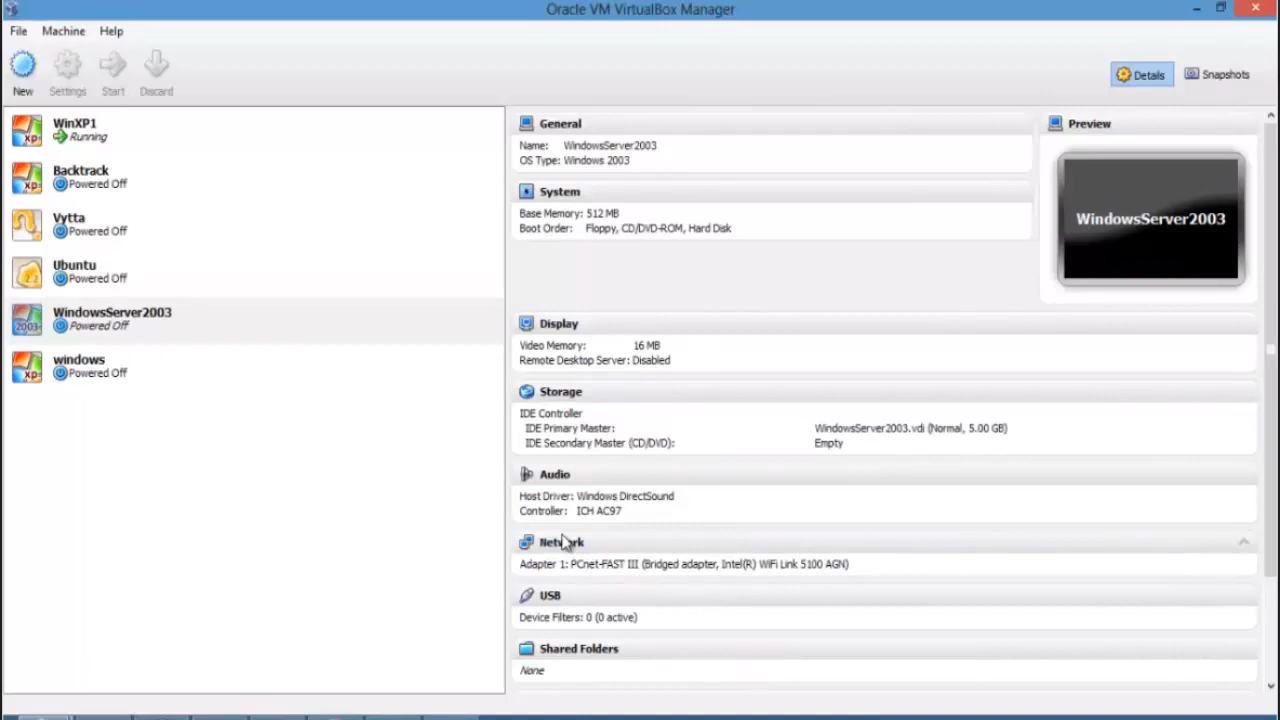 Oracle VM VirtualBox Manager
File Machine Help
New Settings Start Discard
Details Snapshots
WinXP1
Running
Backtrack
Powered Off
Vytta
Powered Off
Ubuntu
Powered Off
WindowsServer2003
Powered Off
windows
Powered Off
General
Name: WindowsServer2003
OS Type: Windows 2003
System
Base Memory: 512 MB
Boot Order: Floppy, CD/DVD-ROM, Hard Disk
Preview
WindowsServer2003
Display
Video Memory: 16 MB
Remote Desktop Server: Disabled
Storage
IDE Controller
IDE Primary Master: WindowsServer2003.vdi (Normal, 5.00 GB)
IDE Secondary Master (CD/DVD): Empty
Audio
Host Driver: Windows DirectSound
Controller: ICH AC97
Network
Adapter 1: PCnet-FAST III (Bridged adapter, Intel(R) WiFi Link 5100 AGN)
USB
Device Filters: 0 (0 active)
Shared Folders
None